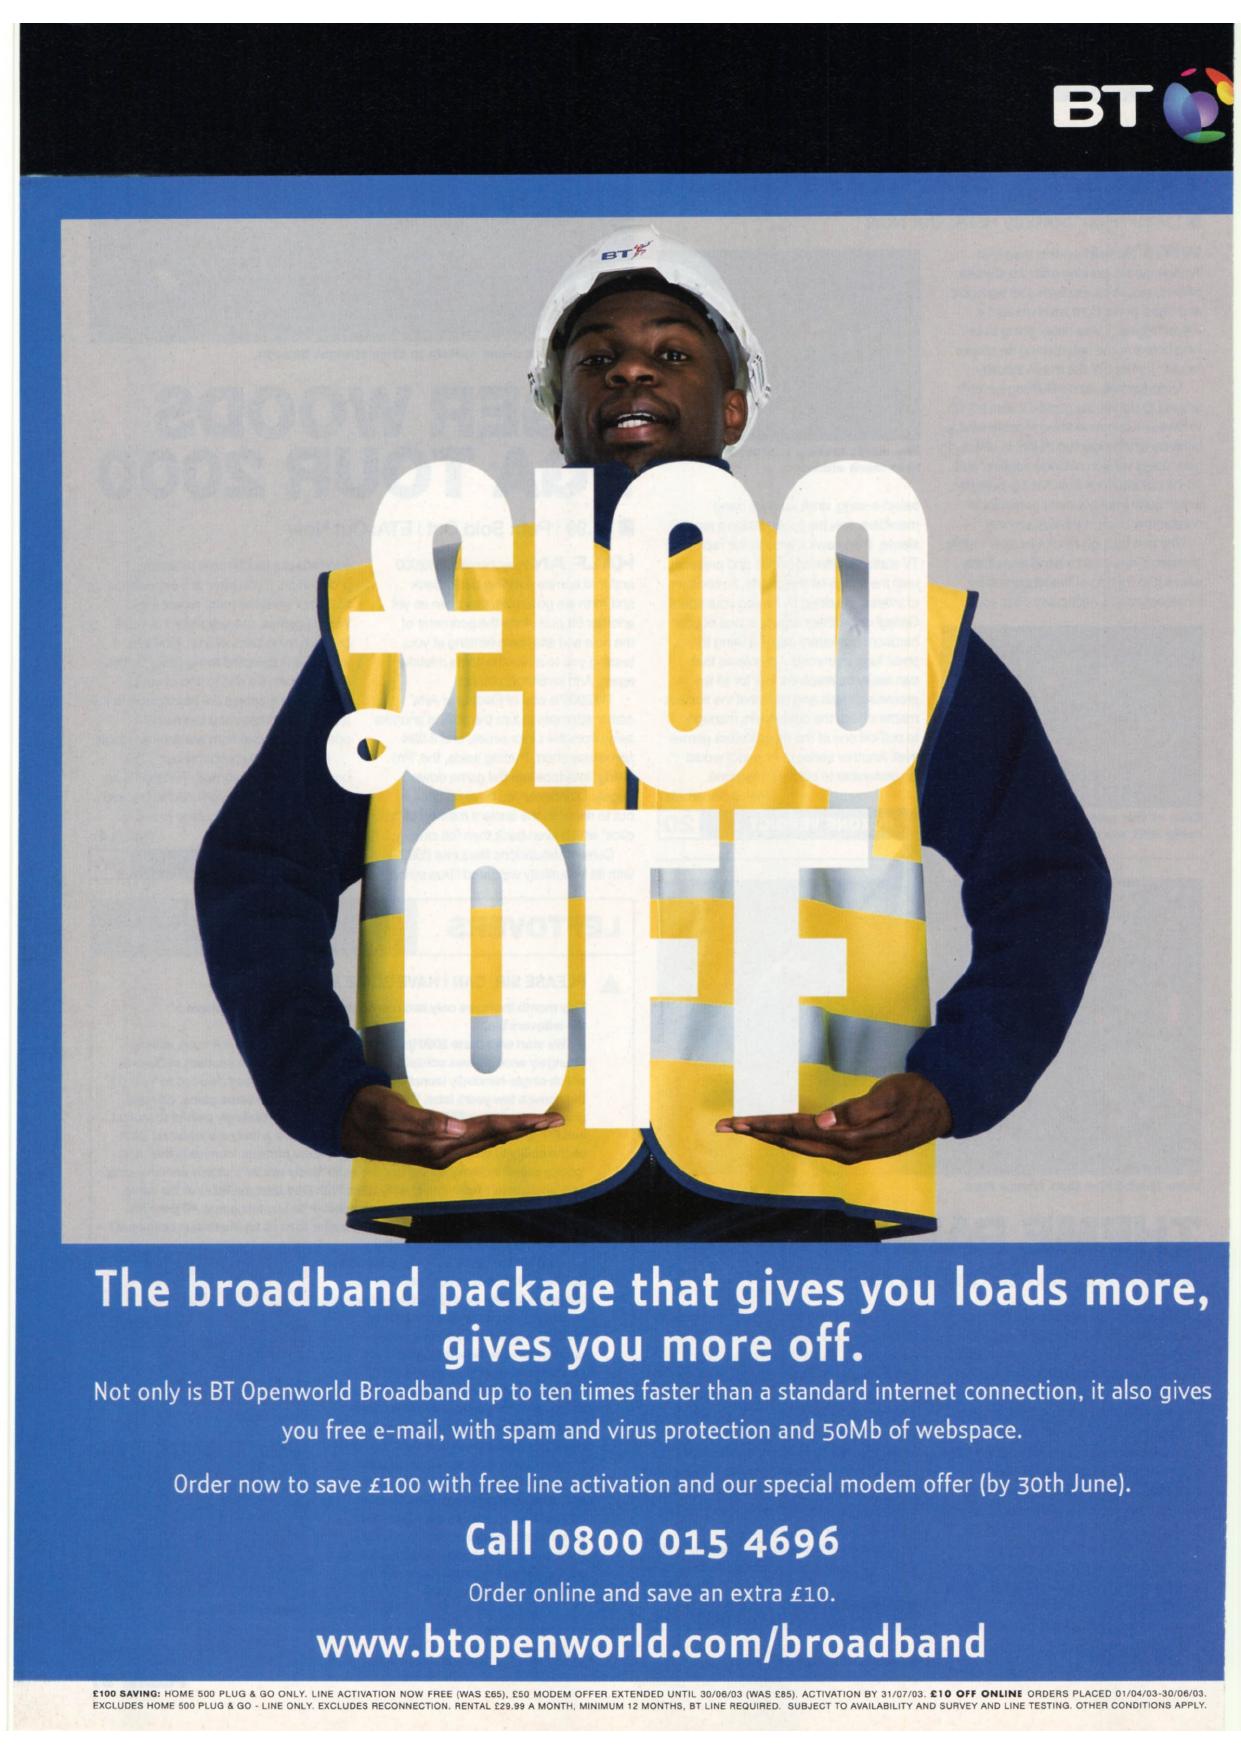 BT
BT
£100
OFF
The broadband package that gives you loads more,
gives you more off.
Not only is BT Openworld Broadband up to ten times faster than a standard internet connection, it also gives
you free e-mail, with spam and virus protection and 50Mb of webspace.
Order now to save £100 with free line activation and our special modem offer (by 30th June).
Call 0800 015 4696
Order online and save an extra £10.
www.btopenworld.com/broadband
£100 SAVING: HOME 500 PLUG & GO ONLY. LINE ACTIVATION NOW FREE (WAS £65), £50 MODEM OFFER EXTENDED UNTIL 30/06/03 (WAS £85). ACTIVATION BY 31/07/03. £10 OFF ONLINE ORDERS PLACED 01/04/03-30/06/03.
EXCLUDES HOME 500 PLUG & GO - LINE ONLY. EXCLUDES RECONNECTION. RENTAL £29.99 A MONTH, MINIMUM 12 MONTHS, BT LINE REQUIRED. SUBJECT TO AVAILABILITY AND SURVEY AND LINE TESTING. OTHER CONDITIONS APPLY.